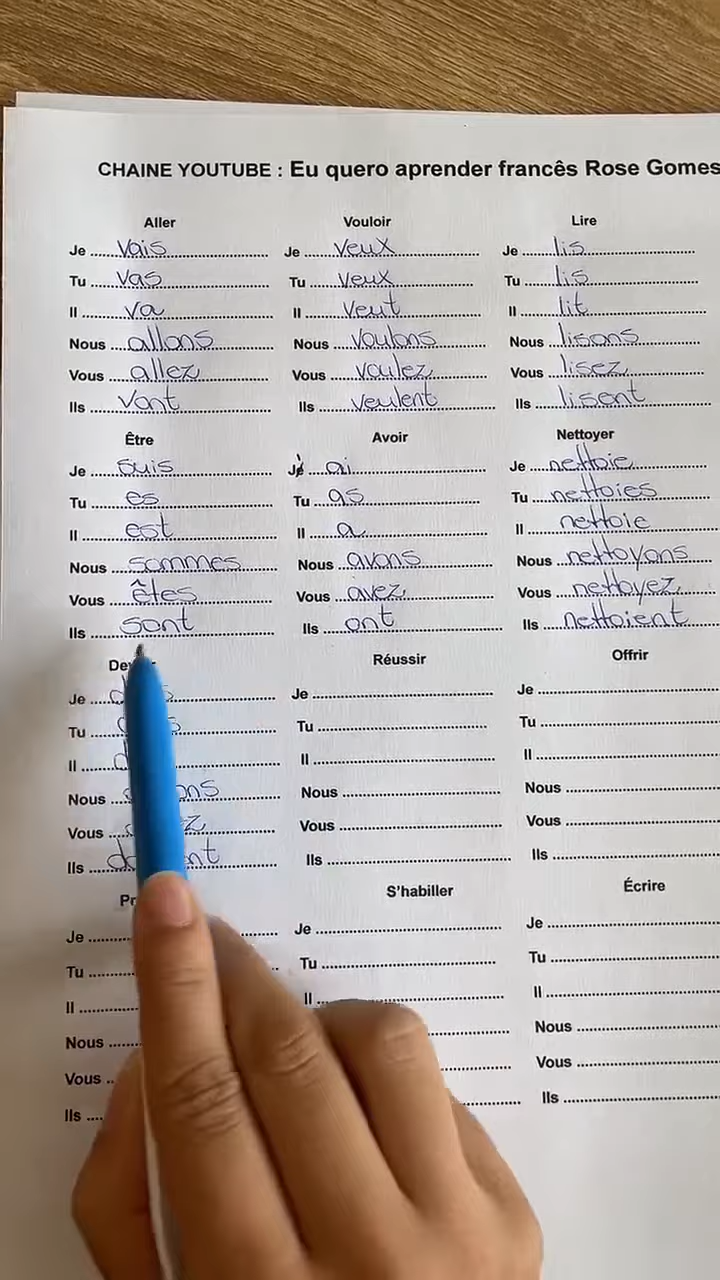 CHAINE YOUTUBE : Eu quero aprender francês Rose Gomes
Aller
Je vais
Tu vas
Il va
Nous allons
Vous allez
Ils vont
Vouloir
Je veux
Tu veux
Il veut
Nous voulons
Vous voulez
Ils veulent
Lire
Je lis
Tu lis
Il lit
Nous lisons
Vous lisez
Ils lisent
Être
Je suis
Tu es
Il est
Nous sommes
Vous êtes
Ils sont
Avoir
J' ai
Tu as
Il a
Nous avons
Vous avez
Ils ont
Nettoyer
Je nettoie
Tu nettoies
Il nettoie
Nous nettoyons
Vous nettoyez
Ils nettoient
Je
Tu
Il
Nous
Vous
Ils
Réussir
Je
Tu
Il
Nous
Vous
Ils
Offrir
Je
Tu
Il
Nous
Vous
Ils
Je
Tu
Il
Nous
Vous
Ils
S'habiller
Je
Tu
Il
Écrire
Je
Tu
Il
Nous
Vous
Ils